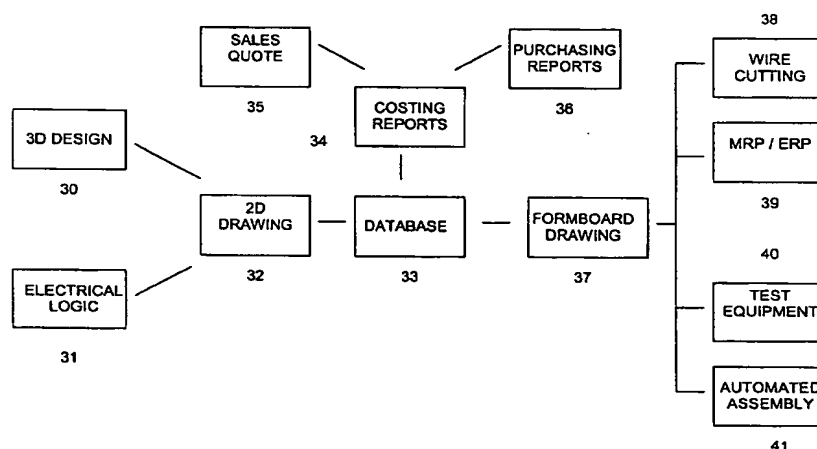 38
SALES
QUOTE
PURCHASING
REPORTS
WIRE
CUTTING
35
36
COSTING
REPORTS
34
3D DESIGN
30
MRP / ERP
39
2D
DRAWING
32
DATABASE
33
FORMBOARD
DRAWING
37
40
ELECTRICAL
LOGIC
31
TEST
EQUIPMENT
AUTOMATED
ASSEMBLY
41